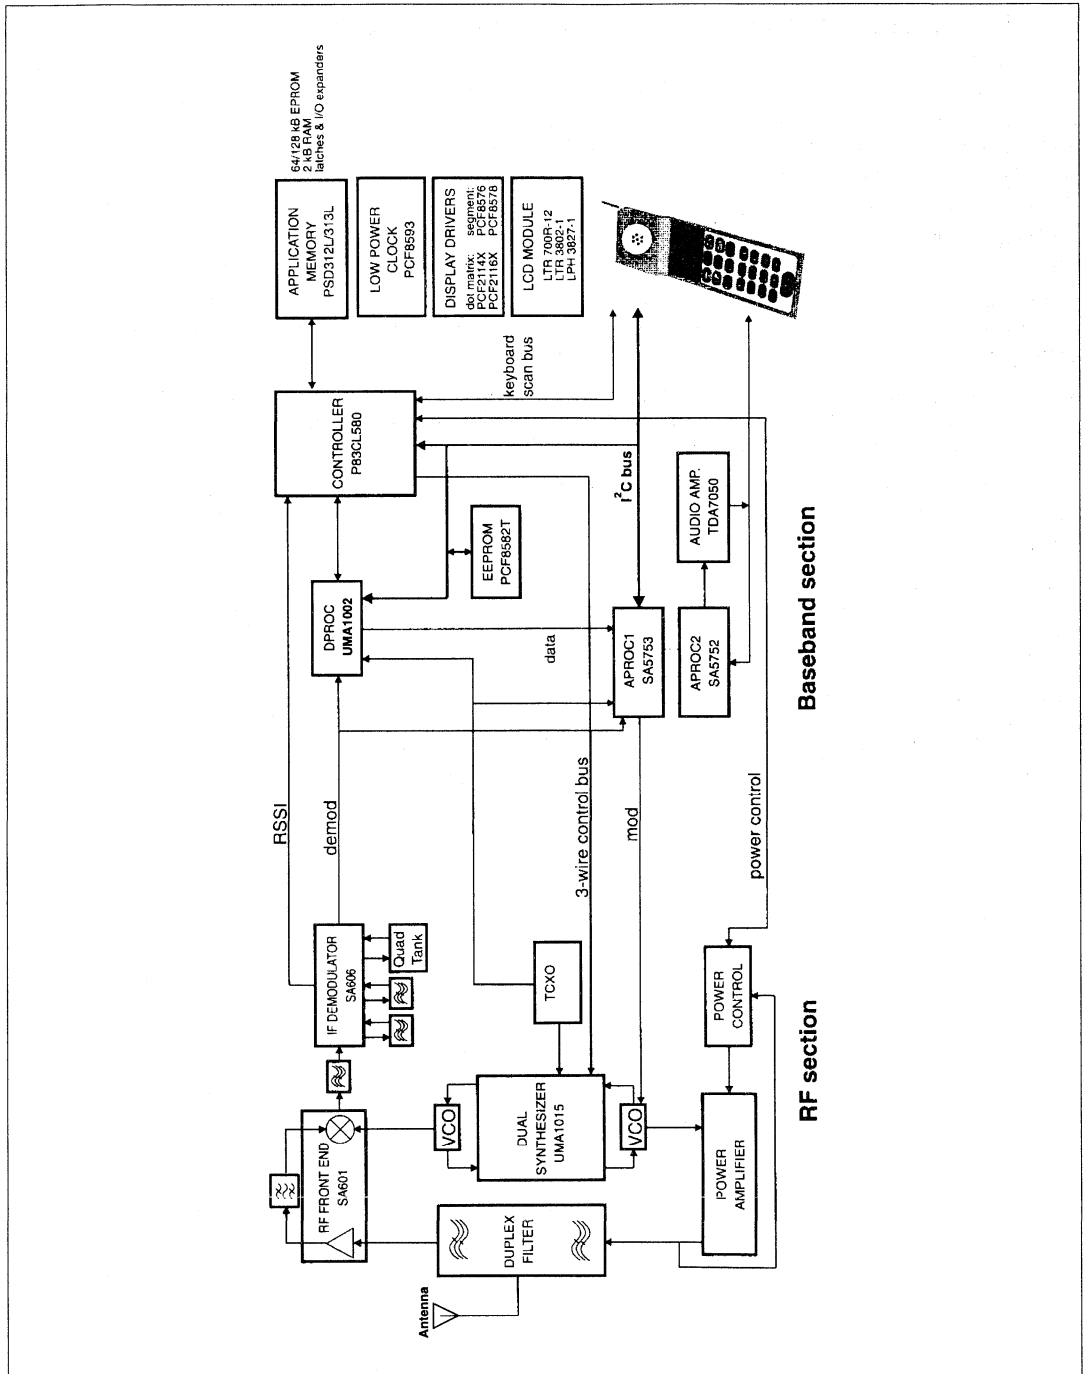 Antenna
DUPLEX
FILTER
RF FRONT END
SA601
IF DEMODULATOR
SA606
Quad
Tank
VCO
DUAL
SYNTHESIZER
UMA1015
VCO
TCXO
POWER
AMPLIFIER
POWER
CONTROL
RF section
RSSI
demod
3-wire control bus
mod
power control
data
DPROC
UMA1002
EEPROM
PCF8582T
APROC1
SA5753
APROC2
SA5752
AUDIO AMP.
TDA7050
I²C bus
keyboard
scan bus
CONTROLLER
P83CL580
APPLICATION
MEMORY
PSD312L/313L
64/128 kB EPROM
2 kB RAM
latches & I/O expanders
LOW POWER
CLOCK
PCF8593
DISPLAY DRIVERS
dot matrix: segment:
PCF2114X PCF8576
PCF2116X PCF8578
LCD MODULE
LTR 700R-12
LTR 3802-1
LPH 3827-1
Baseband section